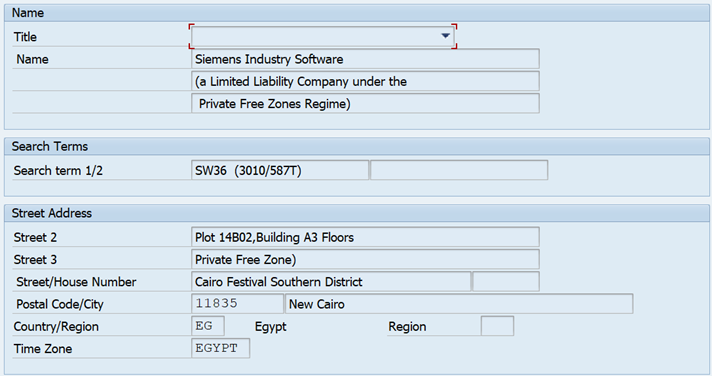 Name
Title
Name Siemens Industry Software
(a Limited Liability Company under the
Private Free Zones Regime)
Search Terms
Search term 1/2 SW36 (3010/587T)
Street Address
Street 2 Plot 14B02,Building A3 Floors
Street 3 Private Free Zone)
Street/House Number Cairo Festival Southern District
Postal Code/City 11835 New Cairo
Country/Region EG Egypt Region
Time Zone EGYPT